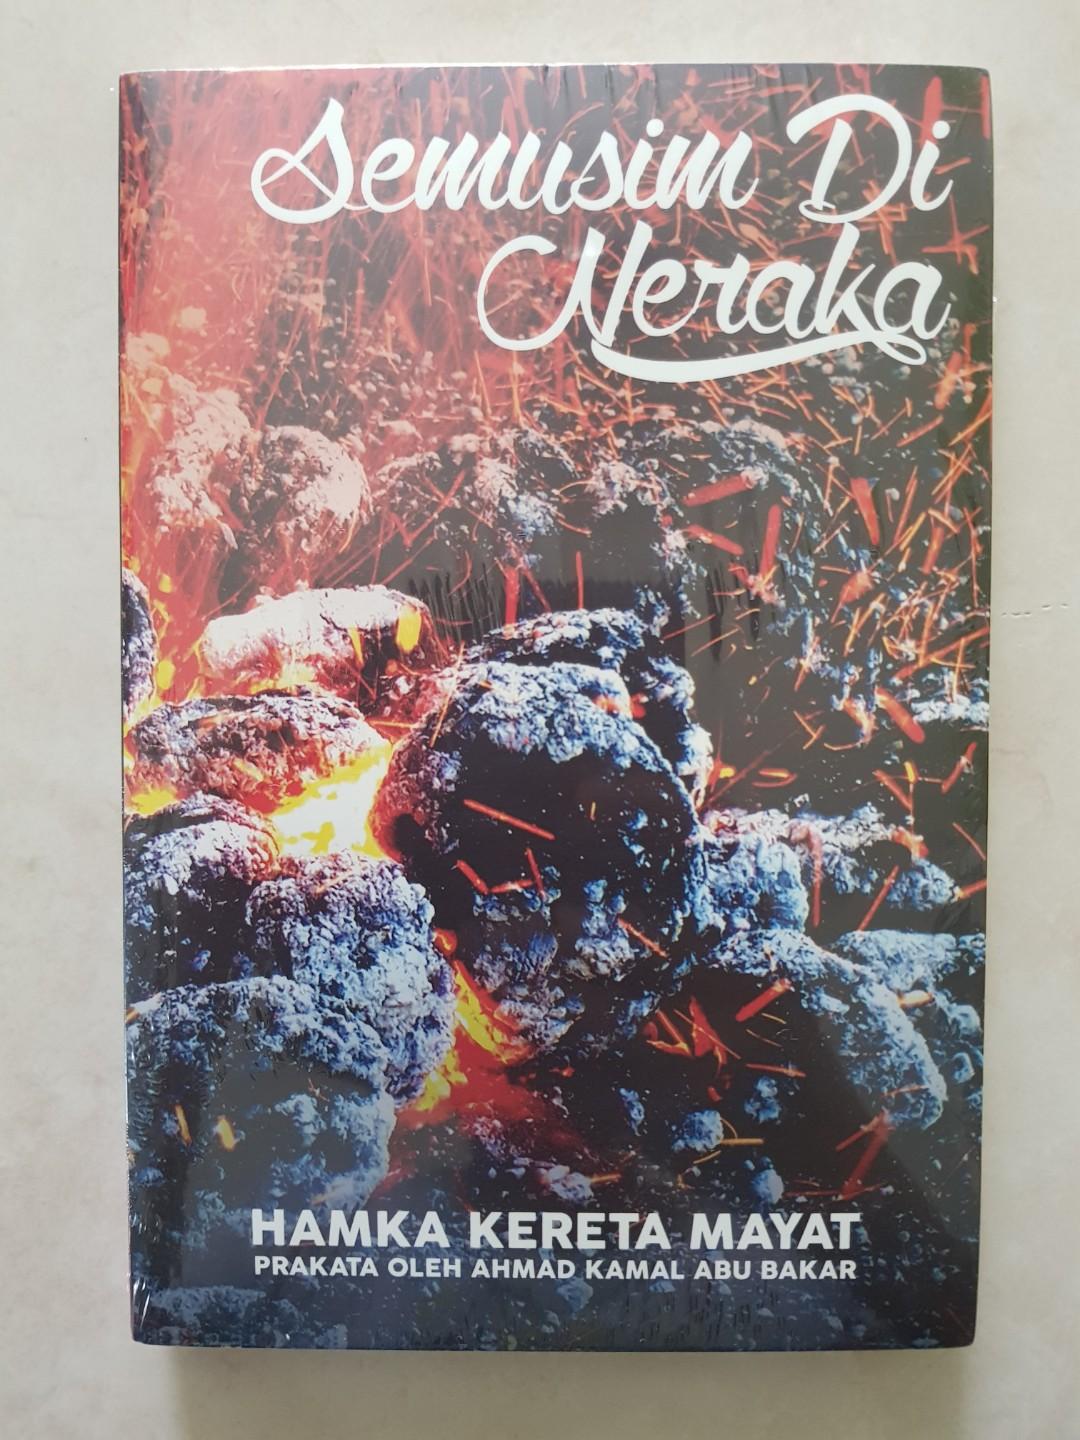 Semusim Di
Neraka
HAMKA KERETA MAYAT
PRAKATA OLEH AHMAD KAMAL ABU BAKAR